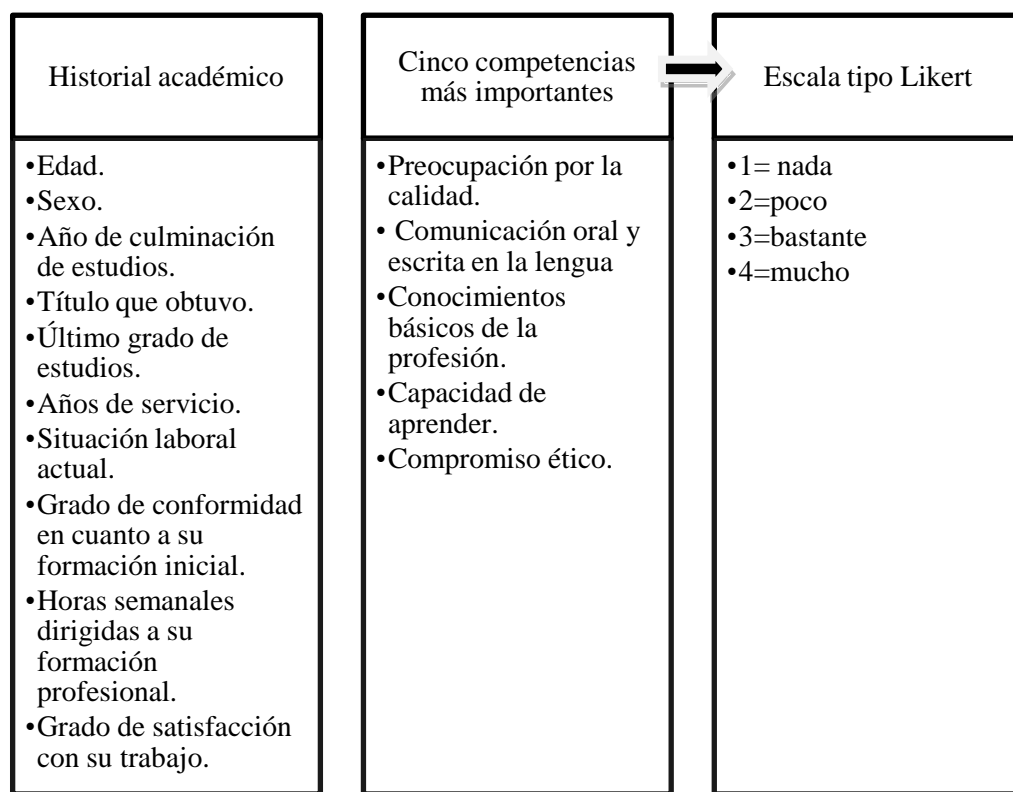 Historial académico
•Edad.
•Sexo.
•Año de culminación
de estudios.
•Título que obtuvo.
•Último grado de
estudios.
•Años de servicio.
•Situación laboral
actual.
•Grado de conformidad
en cuanto a su
formación inicial.
•Horas semanales
dirigidas a su
formación
profesional.
•Grado de satisfacción
con su trabajo.
Cinco competencias
más importantes
•Preocupación por la
calidad.
• Comunicación oral y
escrita en la lengua
•Conocimientos
básicos de la
profesión.
•Capacidad de
aprender.
•Compromiso ético.
Escala tipo Likert
•1= nada
•2=poco
•3=bastante
•4=mucho